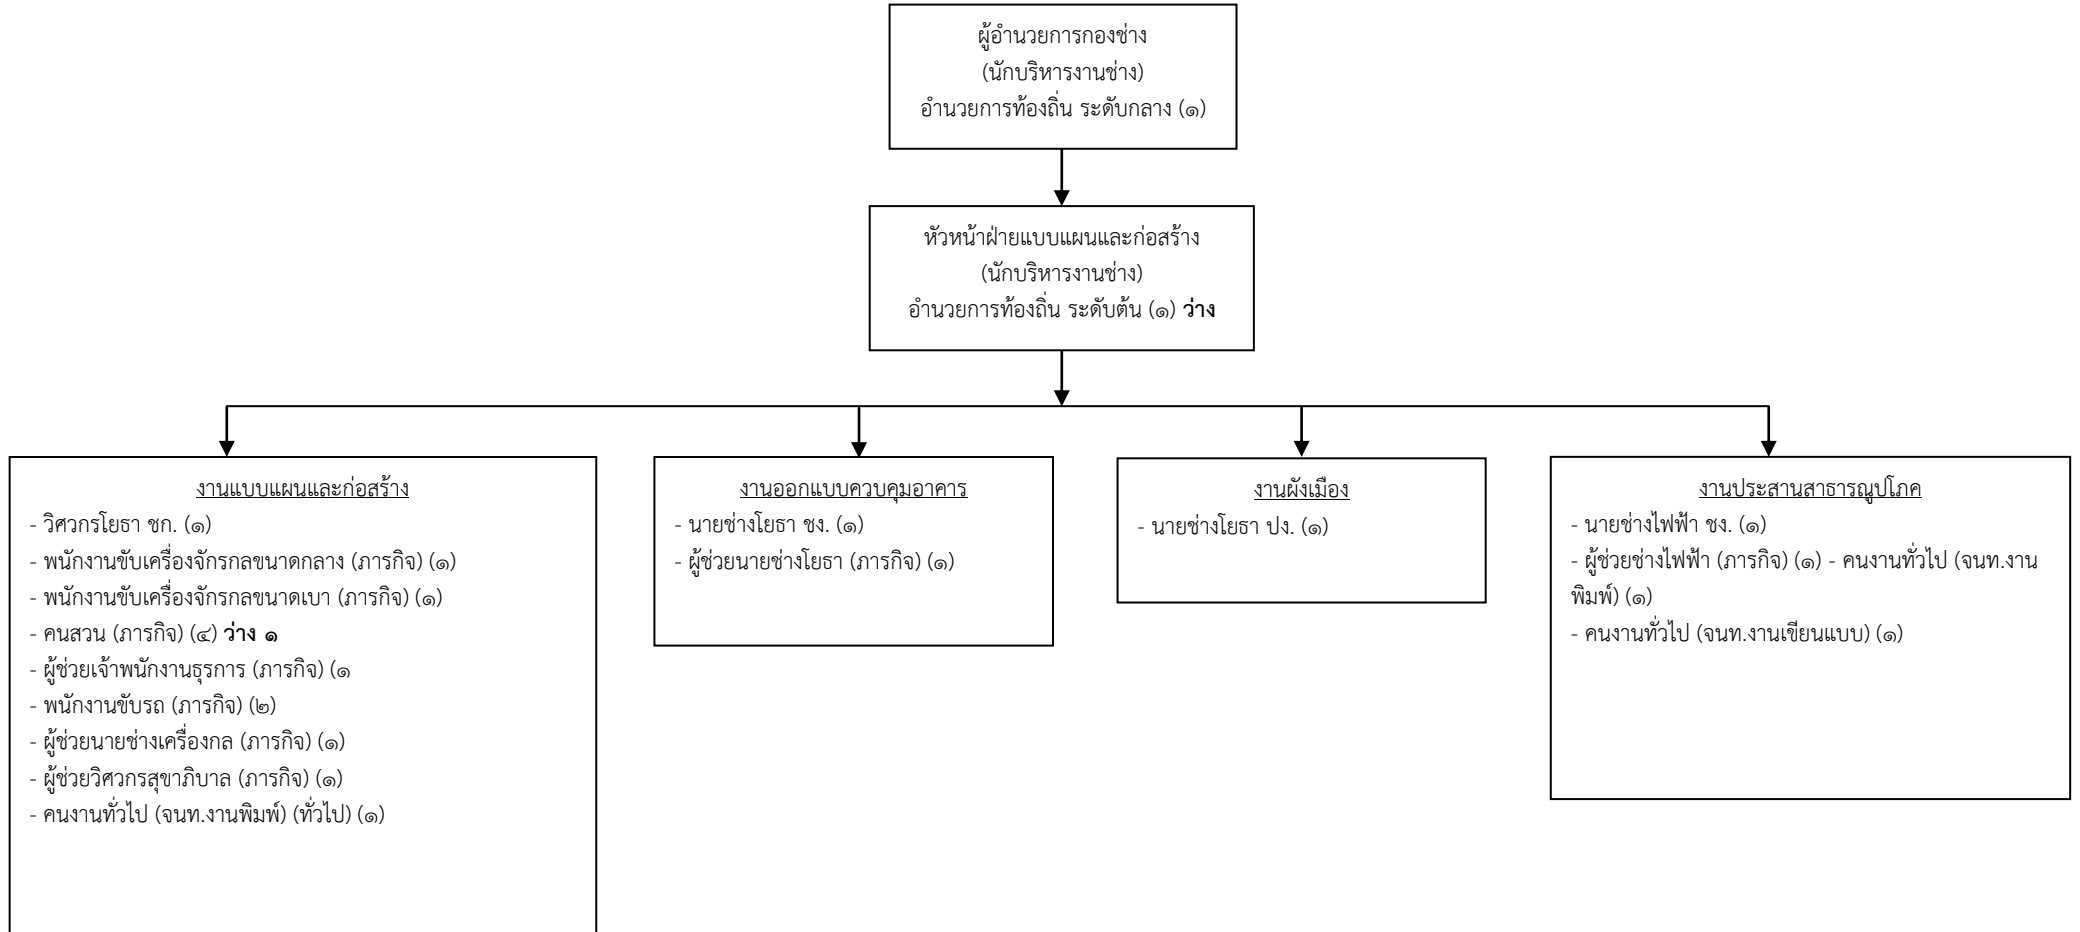 ผู้อำนวยการกองช่าง
(นักบริหารงานช่าง)
อำนวยการท้องถิ่น ระดับกลาง (๑)
หัวหน้าฝ่ายแบบแผนและก่อสร้าง
(นักบริหารงานช่าง)
อำนวยการท้องถิ่น ระดับต้น (๑) ว่าง
งานแบบแผนและก่อสร้าง
- วิศวกรโยธา ชก. (๑)
- พนักงานขับเครื่องจักรกลขนาดกลาง (ภารกิจ) (๑)
- พนักงานขับเครื่องจักรกลขนาดเบา (ภารกิจ) (๑)
- คนสวน (ภารกิจ) (๔) ว่าง ๑
- ผู้ช่วยเจ้าพนักงานธุรการ (ภารกิจ) (๑
- พนักงานขับรถ (ภารกิจ) (๒)
- ผู้ช่วยนายช่างเครื่องกล (ภารกิจ) (๑)
- ผู้ช่วยวิศวกรสุขาภิบาล (ภารกิจ) (๑)
- คนงานทั่วไป (จนท.งานพิมพ์) (ทั่วไป) (๑)
งานออกแบบควบคุมอาคาร
- นายช่างโยธา ชง. (๑)
- ผู้ช่วยนายช่างโยธา (ภารกิจ) (๑)
งานผังเมือง
- นายช่างโยธา ปง. (๑)
งานประสานสาธารณูปโภค
- นายช่างไฟฟ้า ชง. (๑)
- ผู้ช่วยช่างไฟฟ้า (ภารกิจ) (๑) - คนงานทั่วไป (จนท.งาน
พิมพ์) (๑)
- คนงานทั่วไป (จนท.งานเขียนแบบ) (๑)